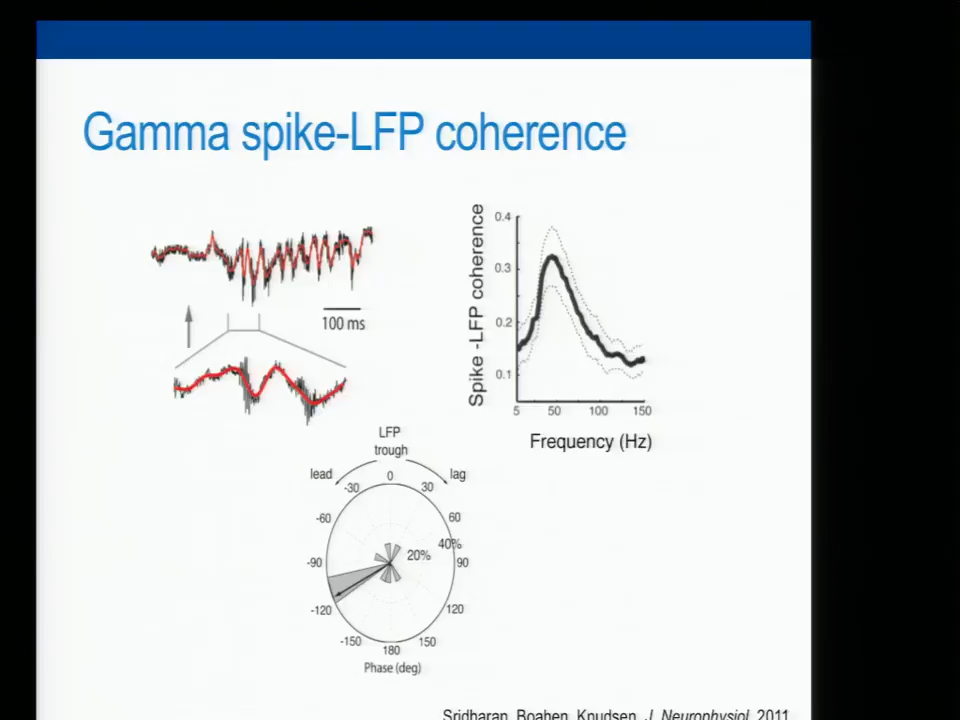 Gamma spike-LFP coherence
100 ms
Spike -LFP coherence
0.4
0.3
0.2
0.1
5 50 100 150
Frequency (Hz)
LFP
trough
lead
lag
-30 0 30
-60 60
20% 40%
-90 90
-120 120
-150 180 150
Phase (deg)
Sridharan, Boahen, Knudsen, J. Neurophysiol. 2011